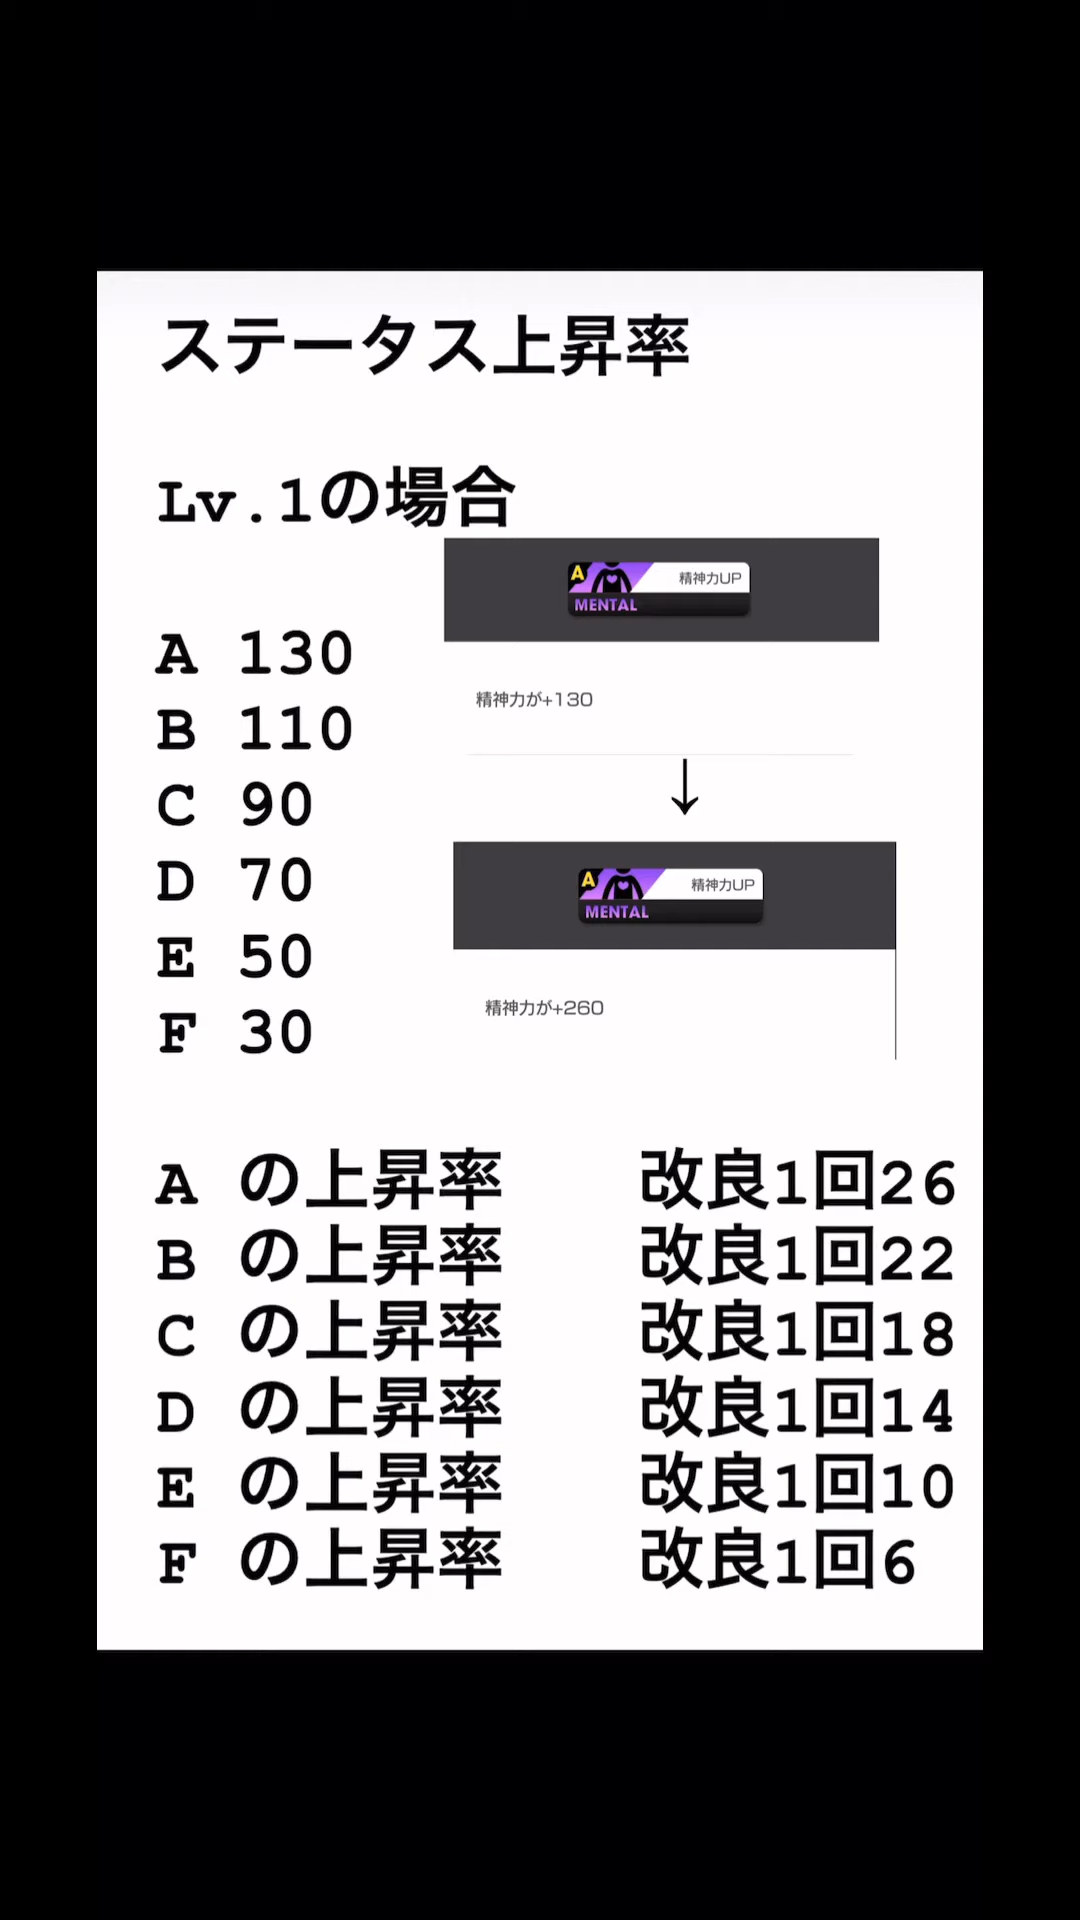 ステータス上昇率
Lv.1の場合
A 精神力UP
MENTAL
精神力が+130
A 130
B 110
C 90
D 70
E 50
F 30
↓
A 精神力UP
MENTAL
精神力が+260
A の上昇率 改良1回26
B の上昇率 改良1回22
C の上昇率 改良1回18
D の上昇率 改良1回14
E の上昇率 改良1回10
F の上昇率 改良1回6